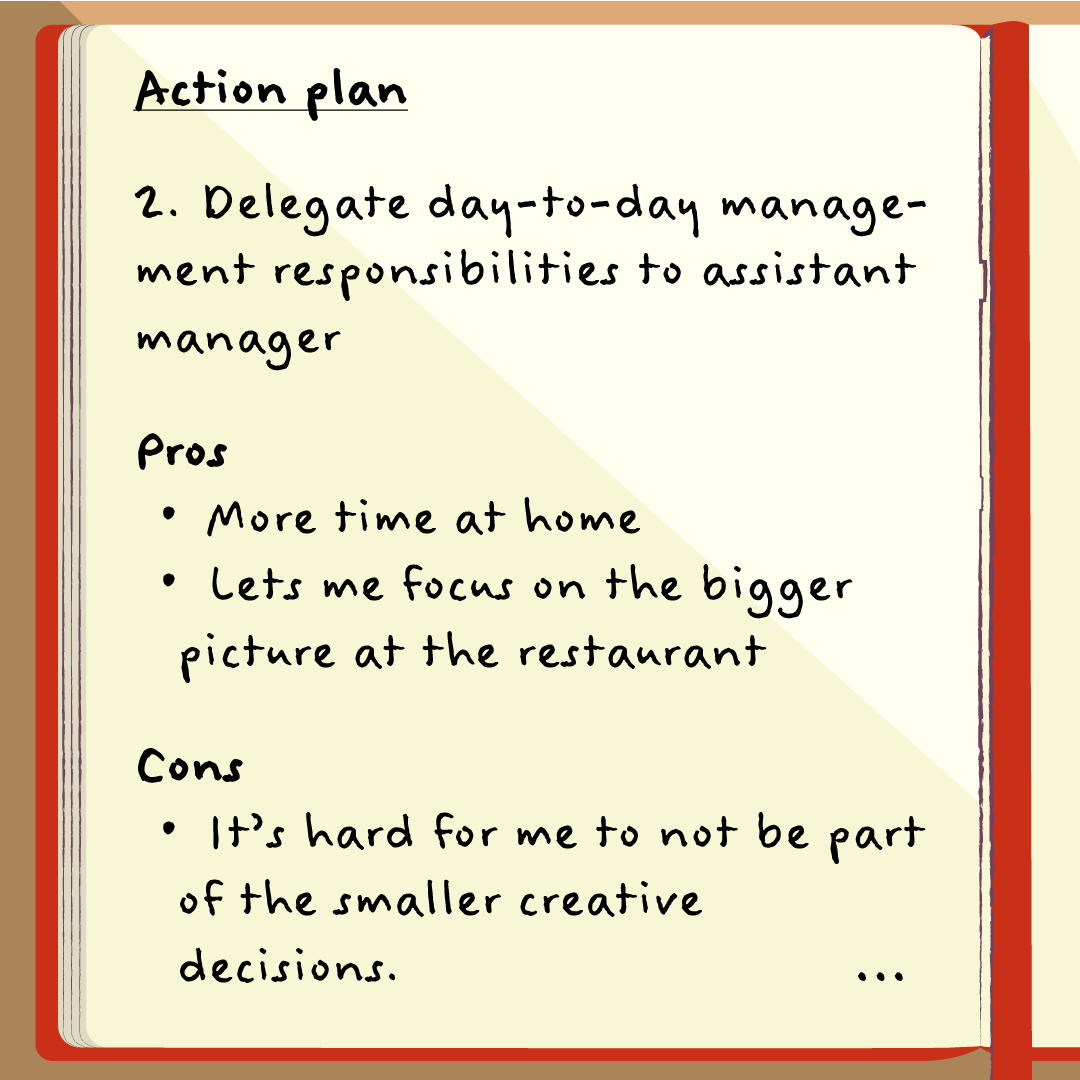 Action plan
2. Delegate day-to-day manage-
ment responsibilities to assistant
manager
Pros
• More time at home
• Lets me focus on the bigger
picture at the restaurant
Cons
• It's hard for me to not be part
of the smaller creative
decisions. ...